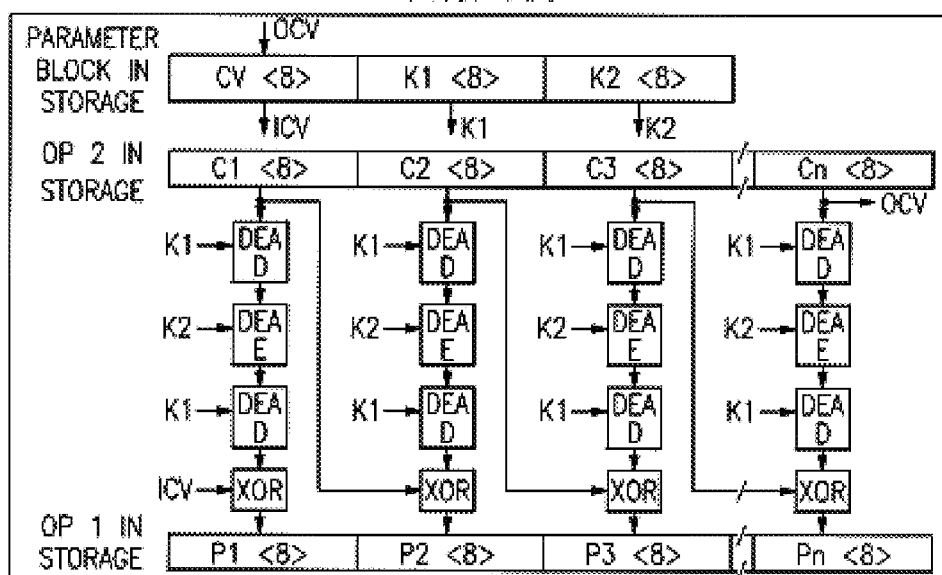 OCV
PARAMETER BLOCK IN STORAGE
CV <8> K1 <8> K2 <8>
ICV K1 K2
OP 2 IN STORAGE
C1 <8> C2 <8> C3 <8> Cn <8>
OCV
K1 DEA D K1 DEA D K1 DEA D K1 DEA D
K2 DEA E K2 DEA E K2 DEA E K2 DEA E
K1 DEA D K1 DEA D K1 DEA D K1 DEA D
ICV XOR XOR XOR XOR
OP 1 IN STORAGE
P1 <8> P2 <8> P3 <8> Pn <8>